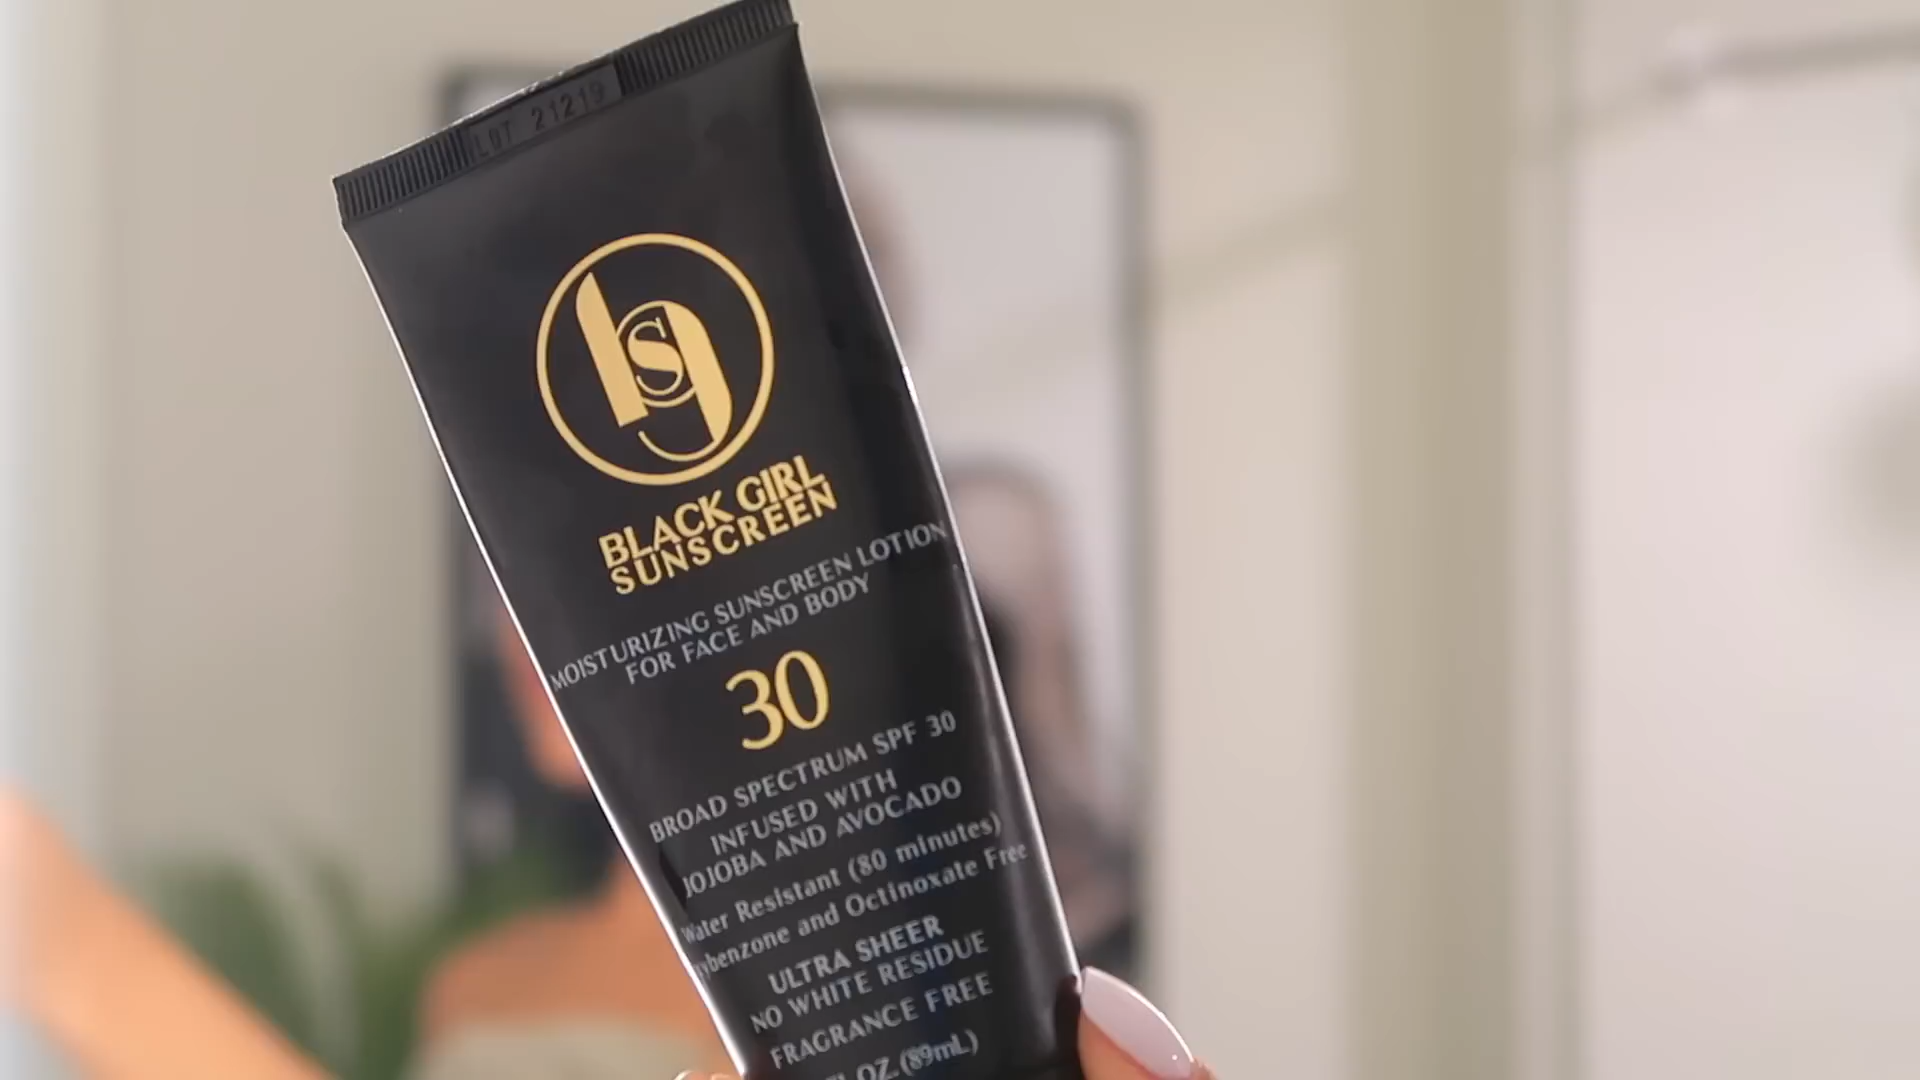 LOT 21219
bsg
BLACK GIRL
SUNSCREEN
MOISTURIZING SUNSCREEN LOTION
FOR FACE AND BODY
30
BROAD SPECTRUM SPF 30
INFUSED WITH
JOJOBA AND AVOCADO
Water Resistant (80 minutes)
and Octinoxate Free
ULTRA SHEER
NO WHITE RESIDUE
FRAGRANCE FREE
OZ. (89mL)